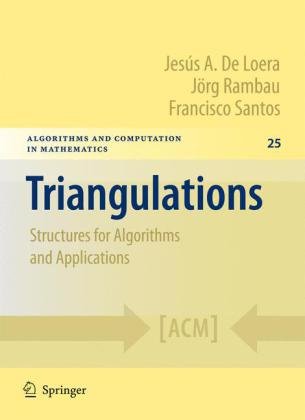 Jesús A. De Loera
Jörg Rambau
Francisco Santos
ALGORITHMS AND COMPUTATION
IN MATHEMATICS 25
Triangulations
Structures for Algorithms
and Applications
[ACM]
Springer